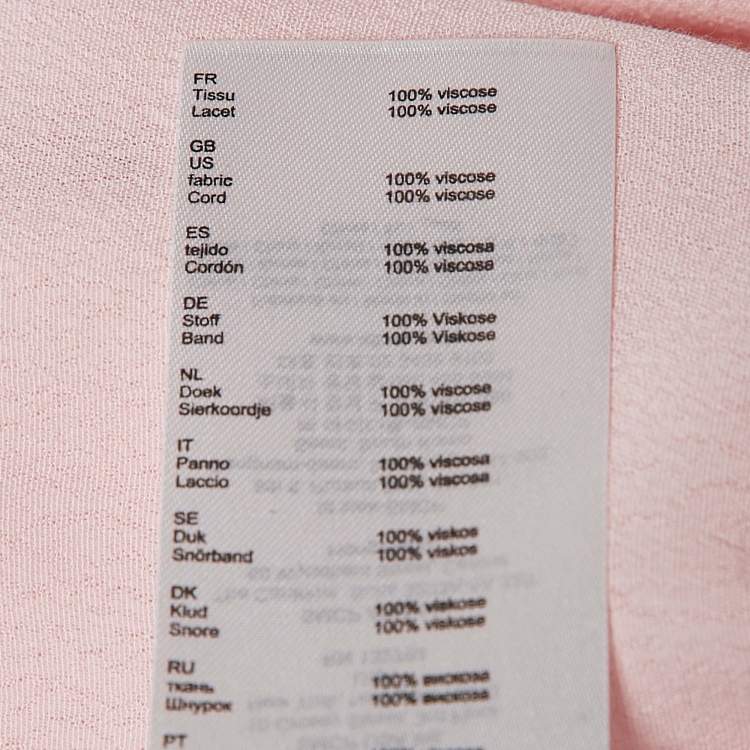 FR
Tissu 100% viscose
Lacet 100% viscose
GB
US
fabric 100% viscose
Cord 100% viscose
ES
tejido 100% viscosa
Cordón 100% viscosa
DE
Stoff 100% Viskose
Band 100% Viskose
NL
Doek 100% viscose
Sierkoordje 100% viscose
IT
Panno 100% viscosa
Laccio 100% viscosa
SE
Duk 100% viskos
Snörband 100% viskos
DK
Klud 100% viskose
Snore 100% viskose
RU
ткань 100% вискоза
Шнурок 100% вискоза
PT